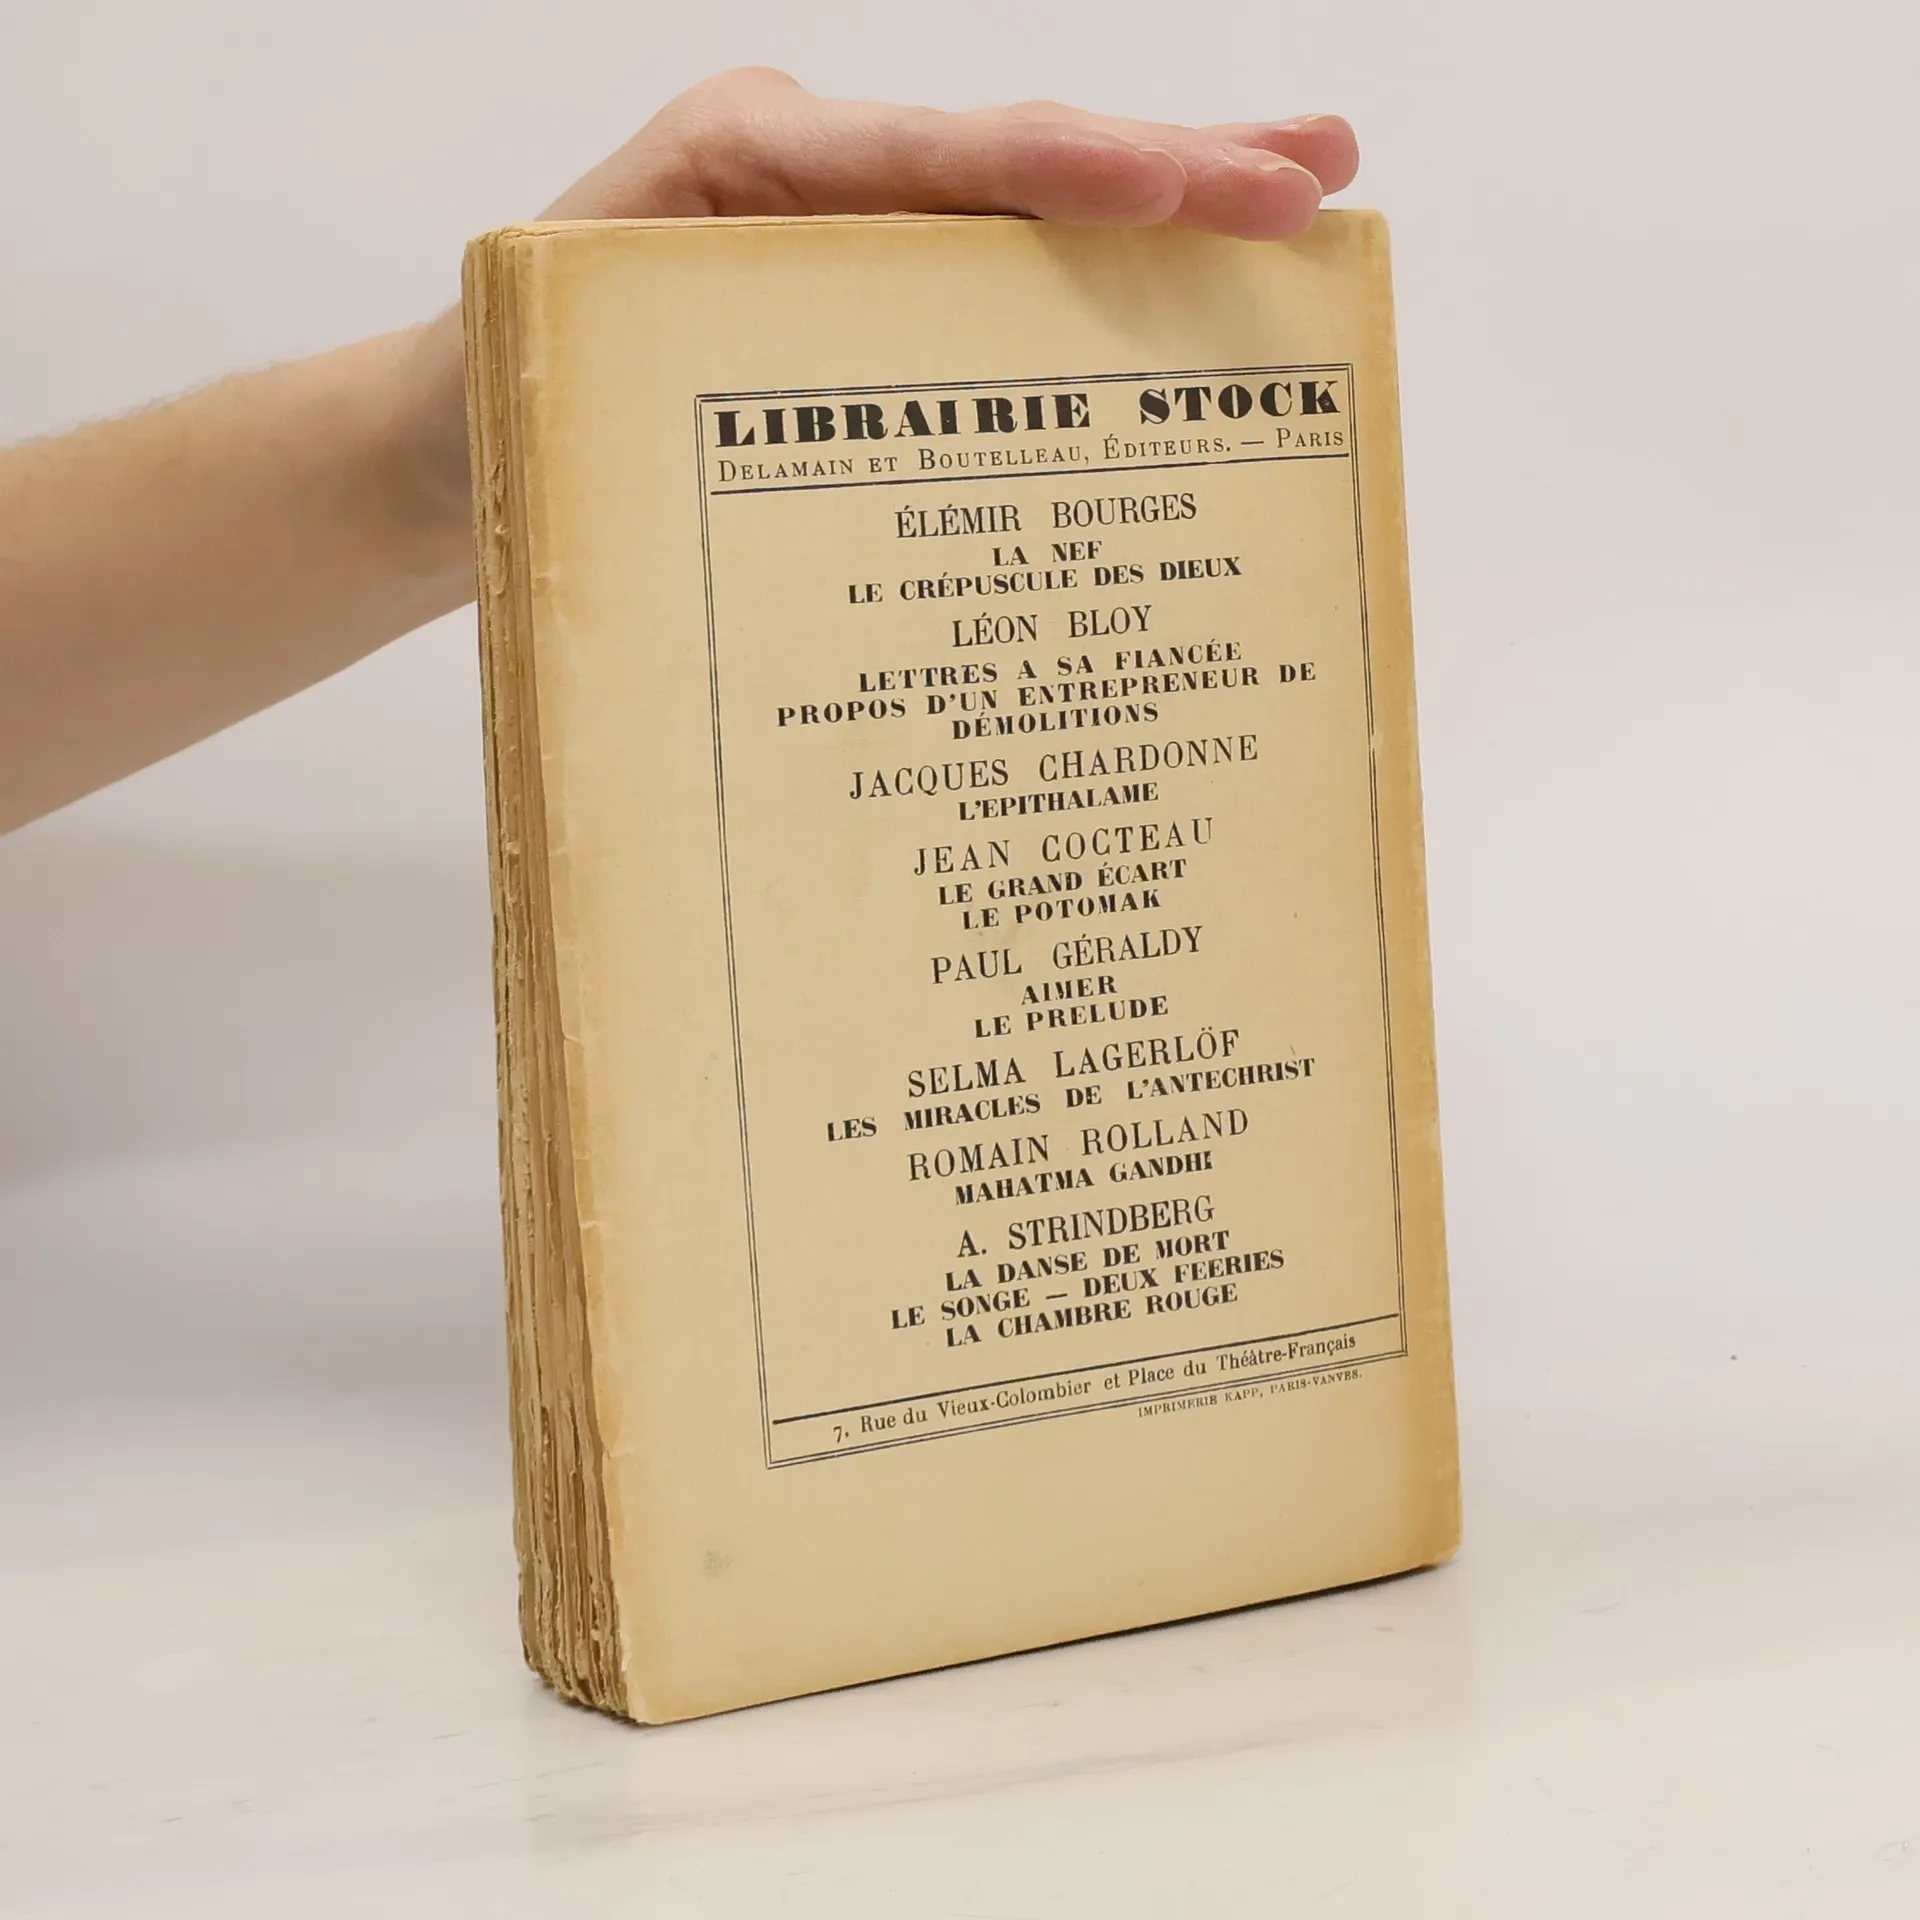 LIBRAIRIE STOCK
DELAMAIN ET BOUTELLEAU, ÉDITEURS. — PARIS
ÉLÉMIR BOURGES
LA NEF
LE CRÉPUSCULE DES DIEUX
LÉON BLOY
LETTRES A SA FIANCÉE
PROPOS D'UN ENTREPRENEUR DE
DÉMOLITIONS
JACQUES CHARDONNE
L'EPITHALAME
JEAN COCTEAU
LE GRAND ÉCART
LE POTOMAK
PAUL GÉRALDY
AIMER
LE PRELUDE
SELMA LAGERLÖF
LES MIRACLES DE L'ANTECHRIST
ROMAIN ROLLAND
MAHATMA GANDHI
A. STRINDBERG
LA DANSE DE MORT
LE SONGE — DEUX FEERIES
LA CHAMBRE ROUGE
7, Rue du Vieux-Colombier et Place du Théâtre-Français
IMPRIMERIE KAPP, PARIS-VANVES.